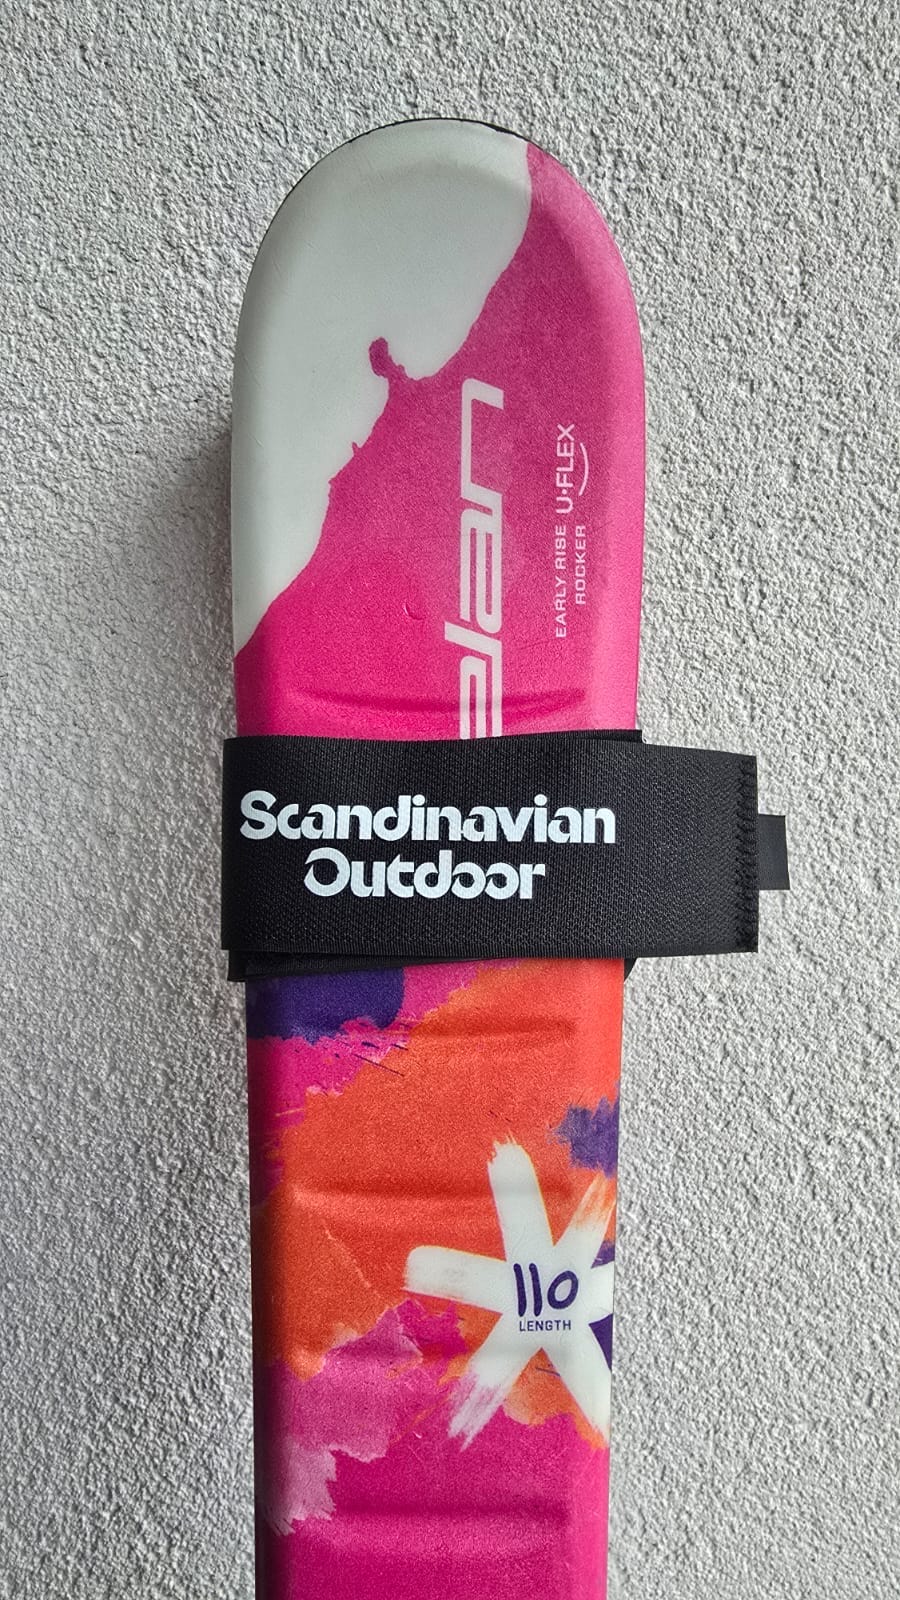 elan
EARLY RISE
ROCKER
U·FLEX
Scandinavian
Outdoor
110
LENGTH